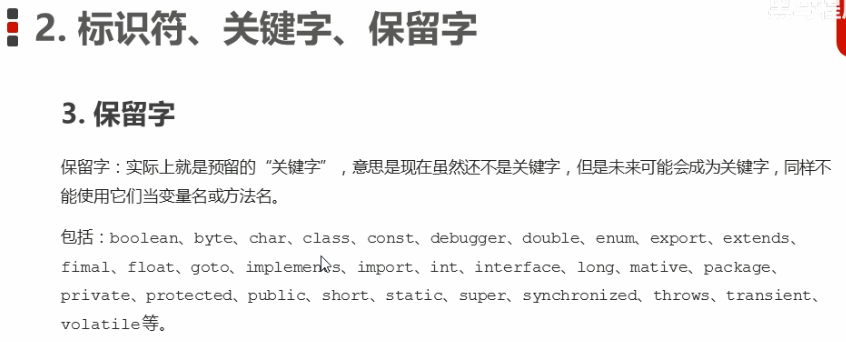 2. 标识符、关键字、保留字
3. 保留字
保留字：实际上就是预留的“关键字”，意思是现在虽然还不是关键字，但是未来可能会成为关键字，同样不
能使用它们当变量名或方法名。
包括：boolean、byte、char、class、const、debugger、double、enum、export、extends、
fimal、float、goto、implements、import、int、interface、long、mative、package、
private、protected、public、short、static、super、synchronized、throws、transient、
volatile等。